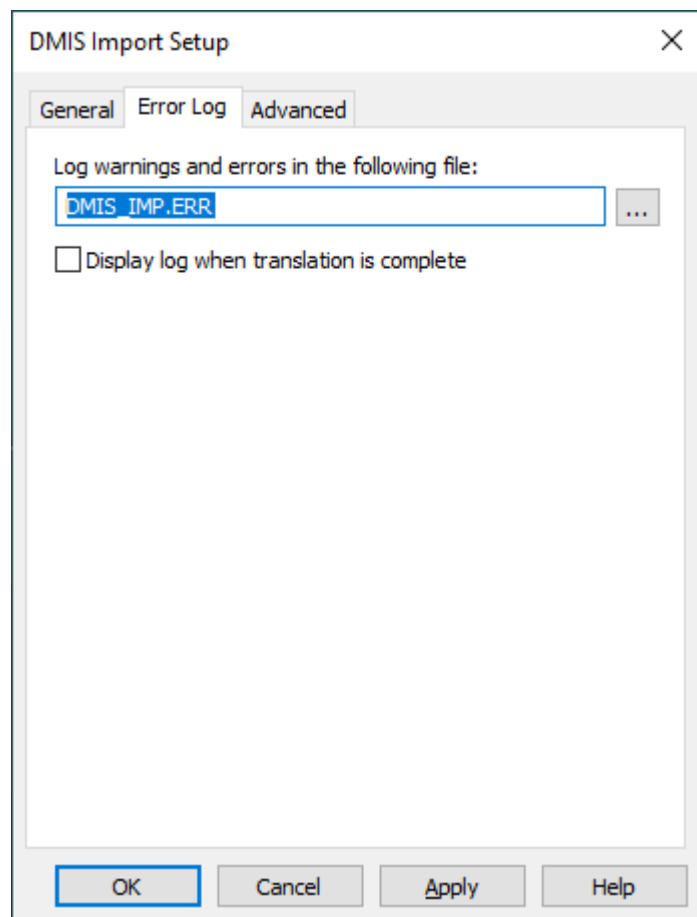 DMIS Import Setup
General Error Log Advanced
Log warnings and errors in the following file:
DMIS_IMP.ERR ...
Display log when translation is complete
OK Cancel Apply Help